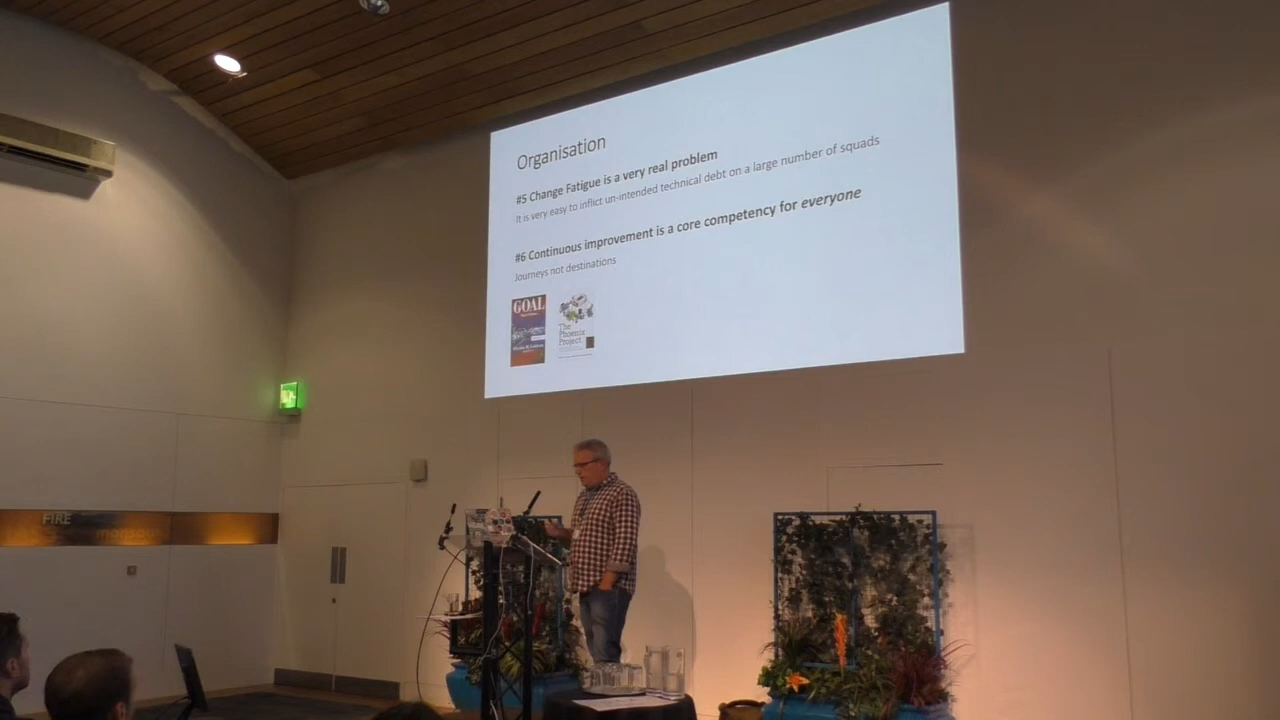 Organisation
#5 Change Fatigue is a very real problem
It is very easy to inflict un-intended technical debt on a large number of squads
#6 Continuous improvement is a core competency for everyone
Journeys not destinations
GOAL
The
Phoenix
Project
FIRE